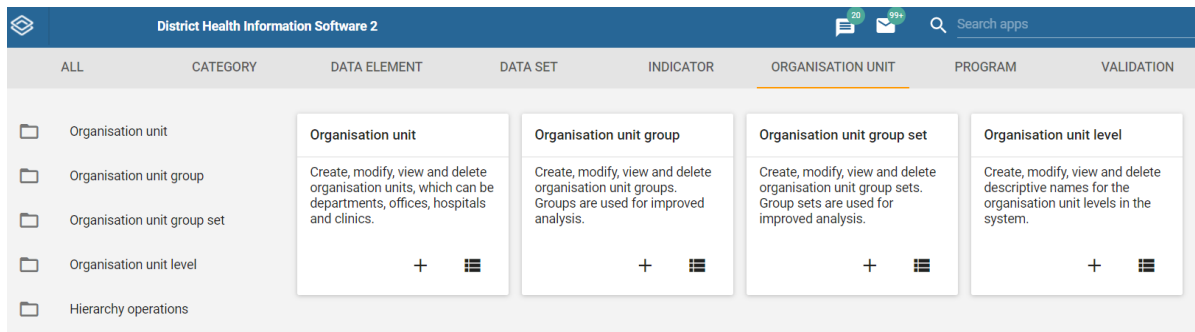 District Health Information Software 2
20
99+
Search apps
ALL
CATEGORY
DATA ELEMENT
DATA SET
INDICATOR
ORGANISATION UNIT
PROGRAM
VALIDATION
Organisation unit
Organisation unit group
Organisation unit group set
Organisation unit level
Hierarchy operations
Organisation unit
Create, modify, view and delete
organisation units, which can be
departments, offices, hospitals
and clinics.
Organisation unit group
Create, modify, view and delete
organisation unit groups.
Groups are used for improved
analysis.
Organisation unit group set
Create, modify, view and delete
organisation unit group sets.
Group sets are used for
improved analysis.
Organisation unit level
Create, modify, view and delete
descriptive names for the
organisation unit levels in the
system.